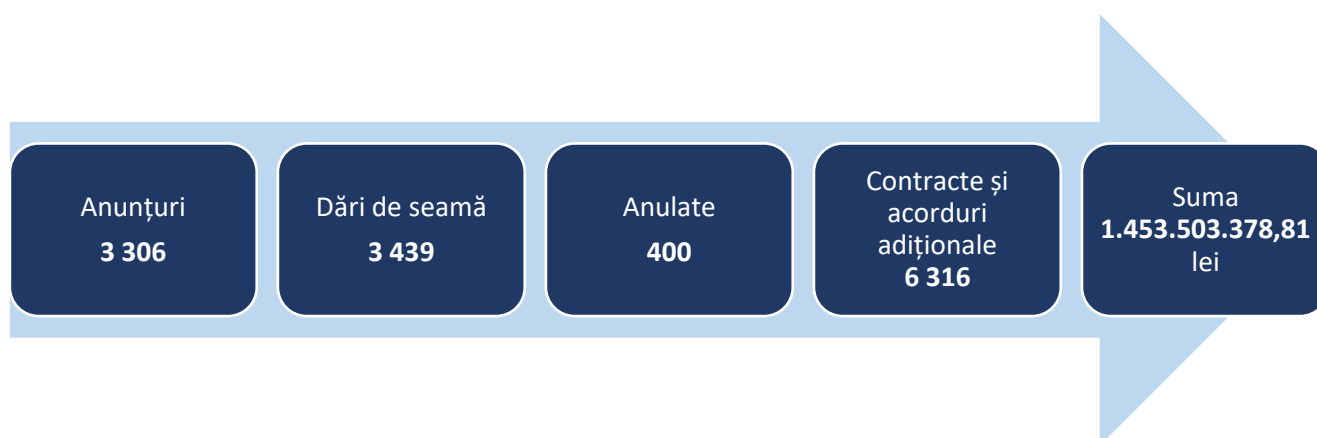 Anunțuri
3 306
Dări de seamă
3 439
Anulate
400
Contracte și
acorduri
adiționale
6 316
Suma
1.453.503.378,81
lei